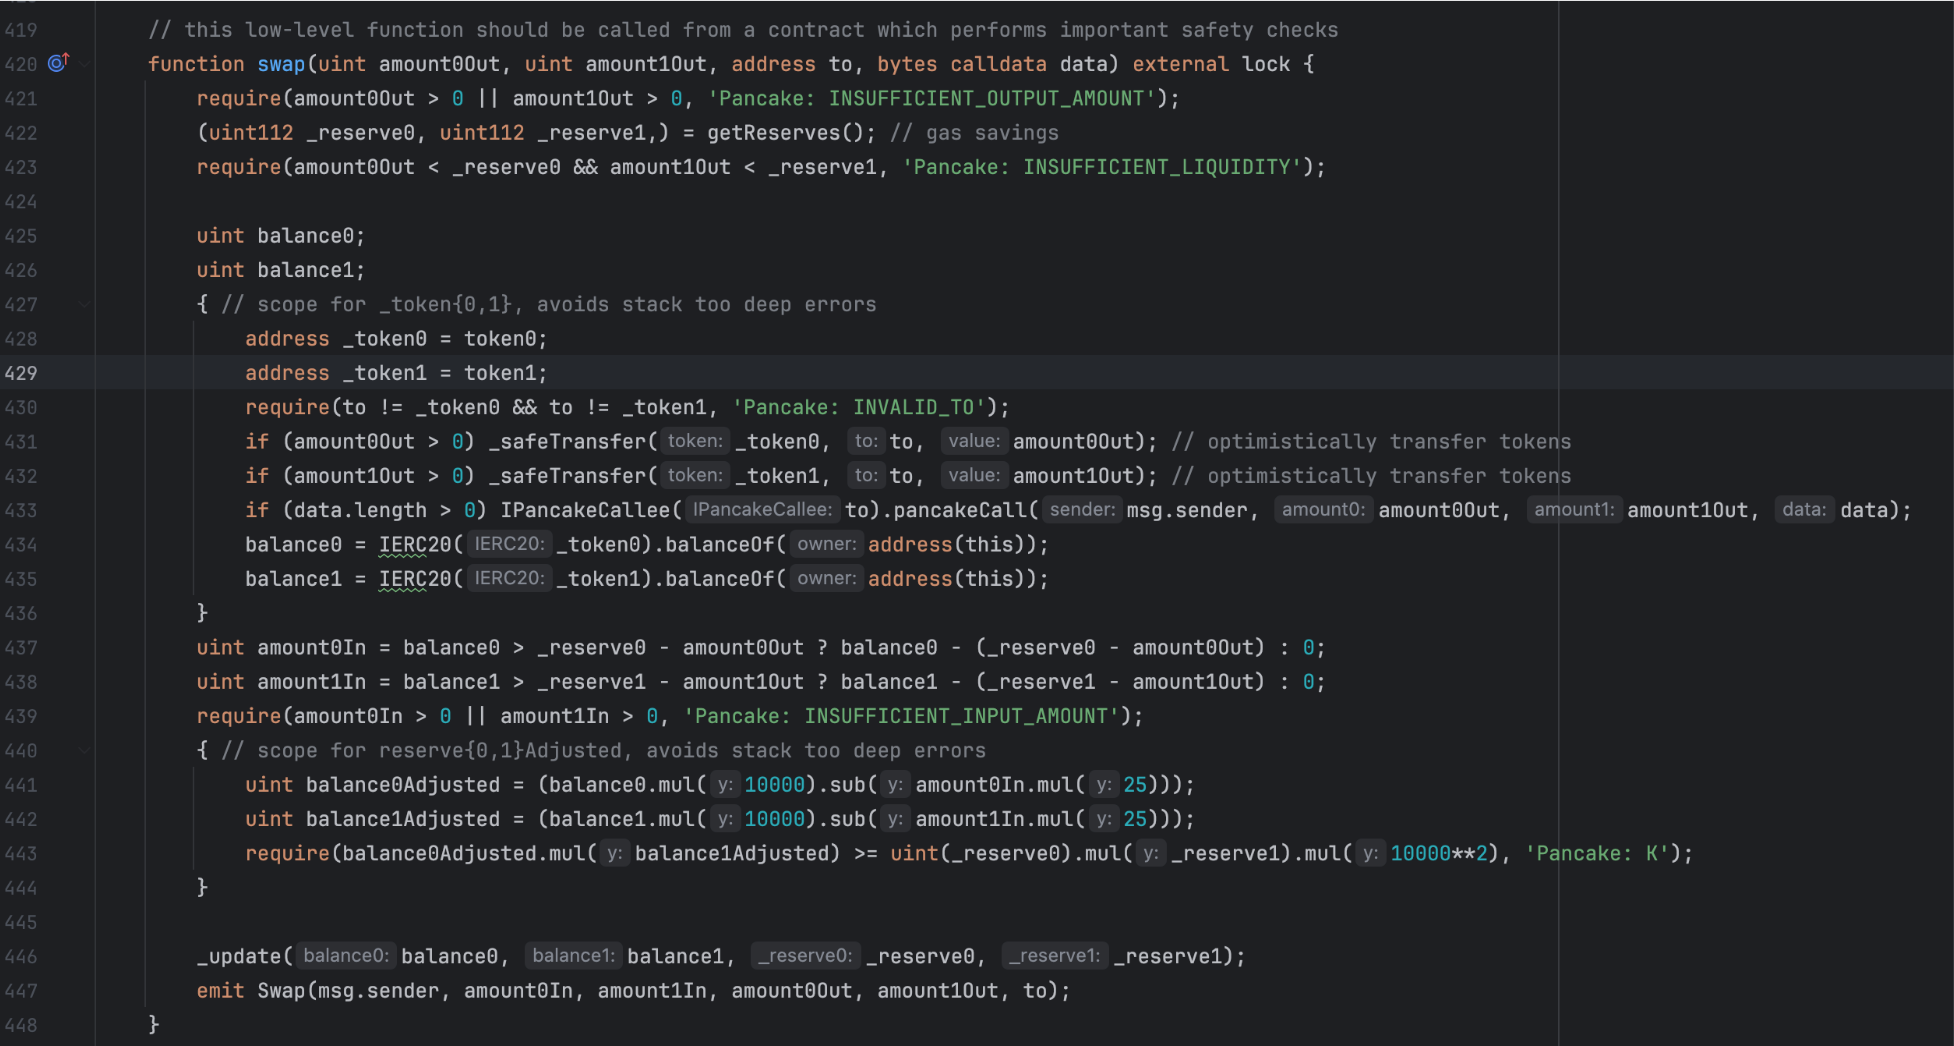 419 // this low-level function should be called from a contract which performs important safety checks
420 function swap(uint amount0Out, uint amount1Out, address to, bytes calldata data) external lock {
421 require(amount0Out > 0 || amount1Out > 0, 'Pancake: INSUFFICIENT_OUTPUT_AMOUNT');
422 (uint112 _reserve0, uint112 _reserve1,) = getReserves(); // gas savings
423 require(amount0Out < _reserve0 && amount1Out < _reserve1, 'Pancake: INSUFFICIENT_LIQUIDITY');
424
425 uint balance0;
426 uint balance1;
427 { // scope for _token{0,1}, avoids stack too deep errors
428 address _token0 = token0;
429 address _token1 = token1;
430 require(to != _token0 && to != _token1, 'Pancake: INVALID_TO');
431 if (amount0Out > 0) _safeTransfer( token: _token0, to: to, value: amount0Out); // optimistically transfer tokens
432 if (amount1Out > 0) _safeTransfer( token: _token1, to: to, value: amount1Out); // optimistically transfer tokens
433 if (data.length > 0) IPancakeCallee( IPancakeCallee: to).pancakeCall( sender: msg.sender, amount0: amount0Out, amount1: amount1Out, data: data);
434 balance0 = IERC20( IERC20: _token0).balanceOf( owner: address(this));
435 balance1 = IERC20( IERC20: _token1).balanceOf( owner: address(this));
436 }
437 uint amount0In = balance0 > _reserve0 - amount0Out ? balance0 - (_reserve0 - amount0Out) : 0;
438 uint amount1In = balance1 > _reserve1 - amount1Out ? balance1 - (_reserve1 - amount1Out) : 0;
439 require(amount0In > 0 || amount1In > 0, 'Pancake: INSUFFICIENT_INPUT_AMOUNT');
440 { // scope for reserve{0,1}Adjusted, avoids stack too deep errors
441 uint balance0Adjusted = (balance0.mul( y: 10000).sub( y: amount0In.mul( y: 25)));
442 uint balance1Adjusted = (balance1.mul( y: 10000).sub( y: amount1In.mul( y: 25)));
443 require(balance0Adjusted.mul( y: balance1Adjusted) >= uint(_reserve0).mul( y: _reserve1).mul( y: 10000**2), 'Pancake: K');
444 }
445
446 _update( balance0: balance0, balance1: balance1, _reserve0: _reserve0, _reserve1: _reserve1);
447 emit Swap(msg.sender, amount0In, amount1In, amount0Out, amount1Out, to);
448 }